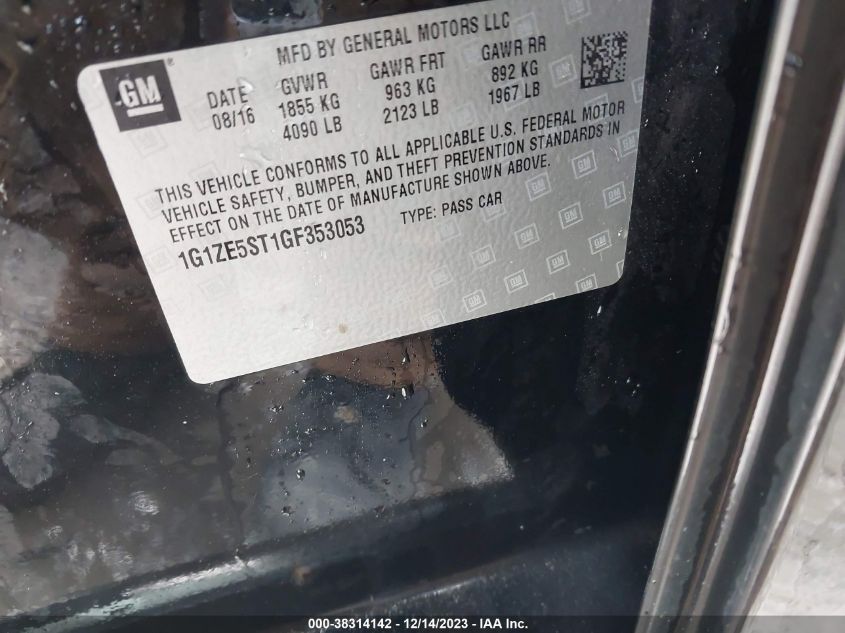 MFD BY GENERAL MOTORS LLC
GM ®
DATE GVWR GAWR FRT GAWR RR
08/16 1855 KG 963 KG 892 KG
4090 LB 2123 LB 1967 LB
THIS VEHICLE CONFORMS TO ALL APPLICABLE U.S. FEDERAL MOTOR
VEHICLE SAFETY, BUMPER, AND THEFT PREVENTION STANDARDS IN
EFFECT ON THE DATE OF MANUFACTURE SHOWN ABOVE.
1G1ZE5ST1GF353053 TYPE: PASS CAR
000-38314142 - 12/14/2023 - IAA Inc.